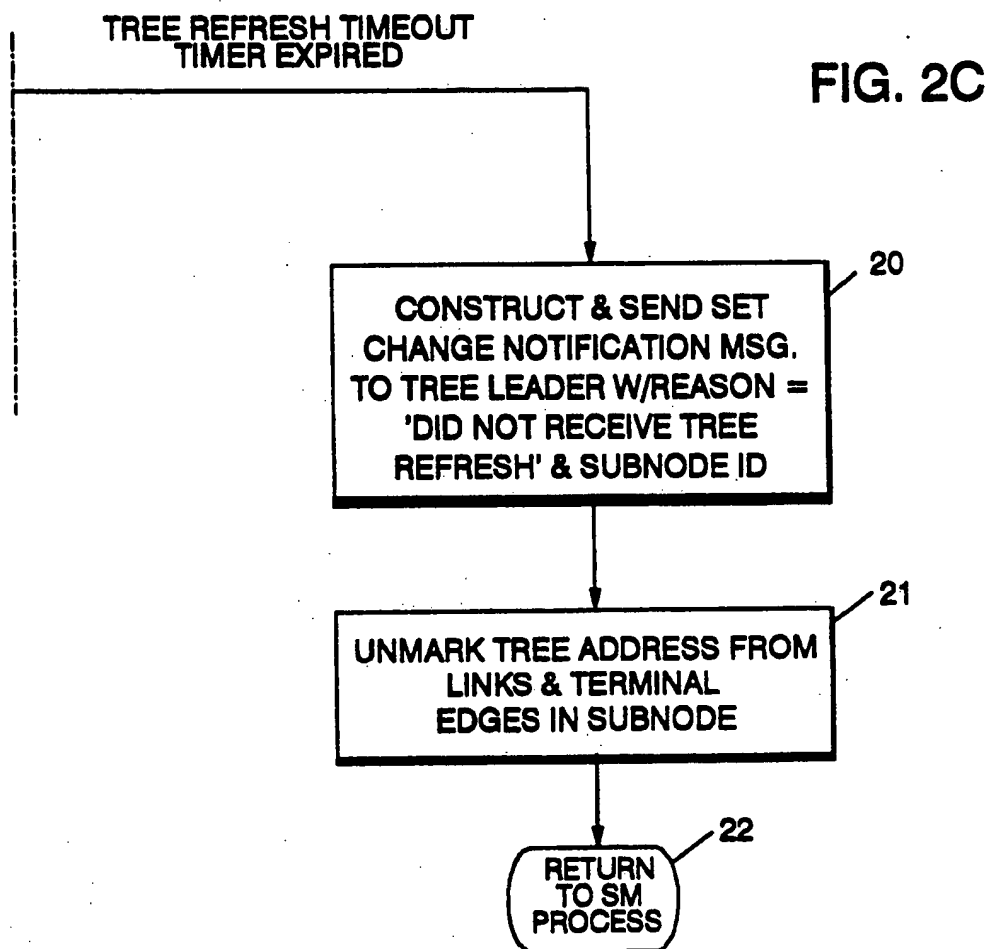 TREE REFRESH TIMEOUT
TIMER EXPIRED
FIG. 2C
20
CONSTRUCT & SEND SET
CHANGE NOTIFICATION MSG.
TO TREE LEADER W/REASON =
'DID NOT RECEIVE TREE
REFRESH' & SUBNODE ID
21
UNMARK TREE ADDRESS FROM
LINKS & TERMINAL
EDGES IN SUBNODE
22
RETURN
TO SM
PROCESS